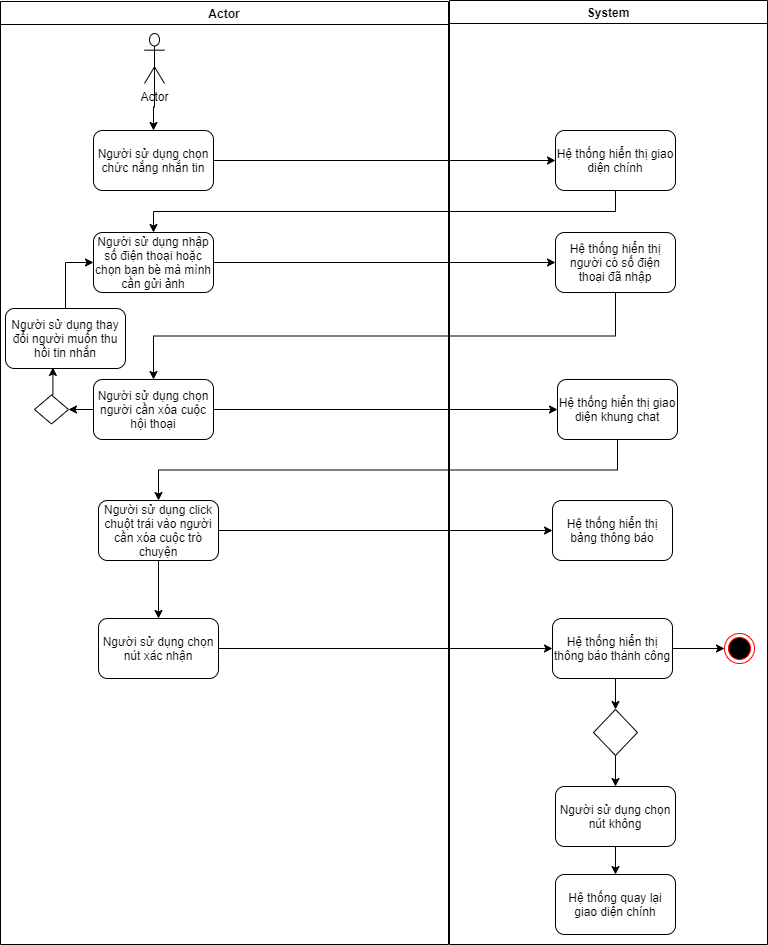 Actor
System
Actor
Người sử dụng chọn
chức năng nhắn tin
Hệ thống hiển thị giao
diện chính
Người sử dụng nhập
số điện thoại hoặc
chọn bạn bè mà mình
cần gửi ảnh
Hệ thống hiển thị
người có số điện
thoại đã nhập
Người sử dụng thay
đổi người muốn thu
hồi tin nhắn
Người sử dụng chọn
người cần xóa cuộc
hội thoại
Hệ thống hiển thị giao
diện khung chat
Người sử dụng click
chuột trái vào người
cần xóa cuộc trò
chuyện
Hệ thống hiển thị
bảng thông báo
Người sử dụng chọn
nút xác nhận
Hệ thống hiển thị
thông báo thành công
Người sử dụng chọn
nút không
Hệ thống quay lại
giao diện chính